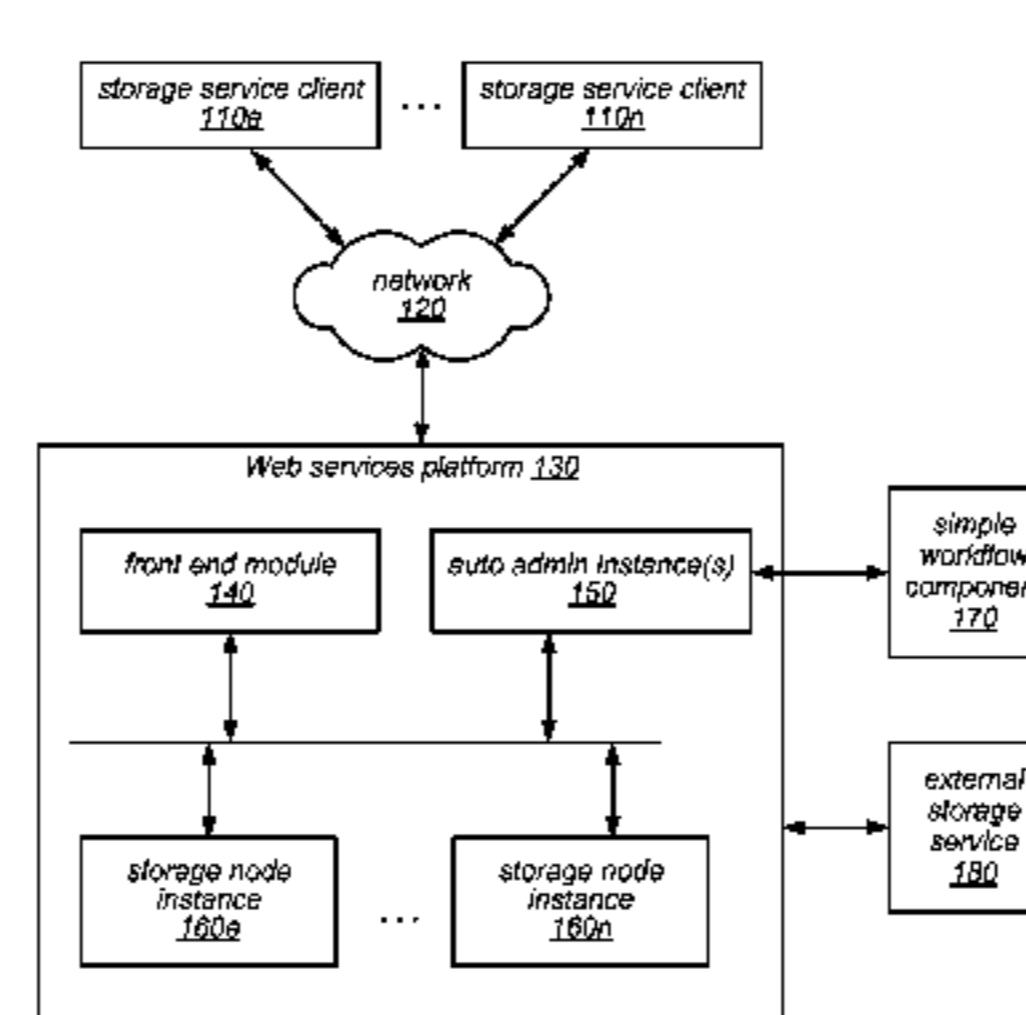 storage service client
110a
...
storage service client
110n
network
120
Web services platform 130
front end module
140
auto admin instance(s)
150
simple
workflow
componen
170
external
storage
service
180
storage node
instance
160a
...
storage node
instance
160n